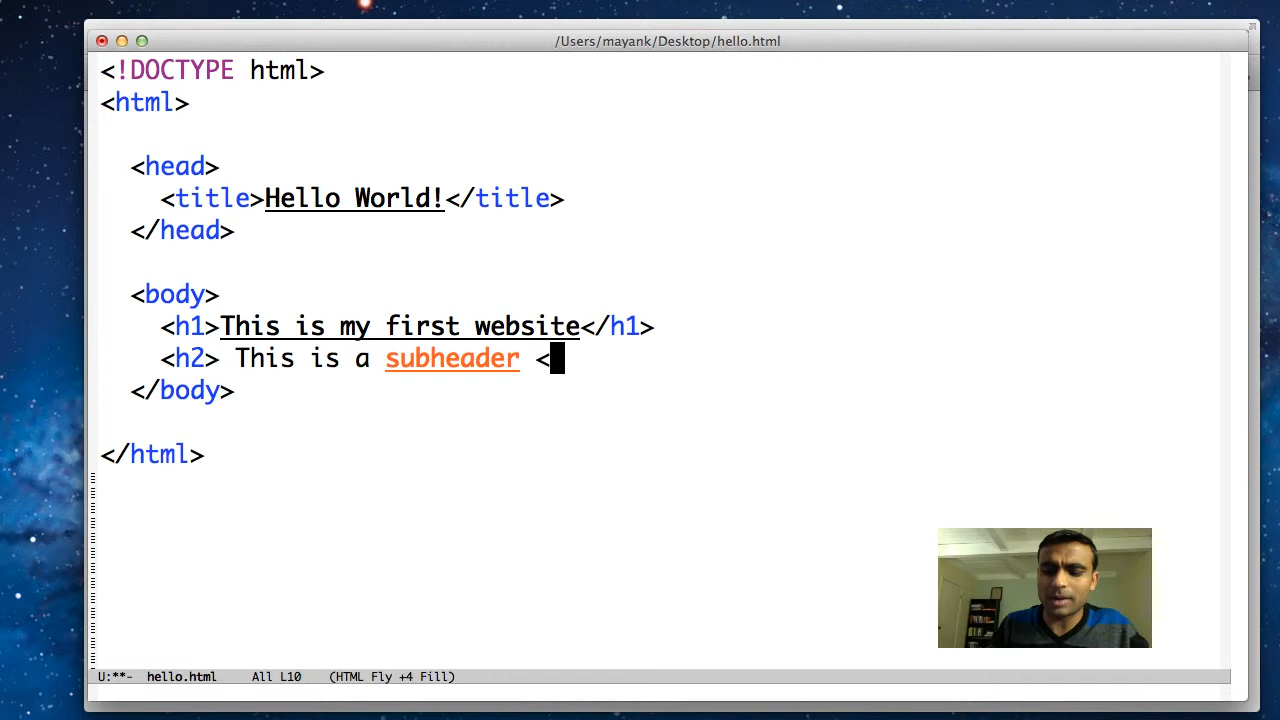 /Users/mayank/Desktop/hello.html
<!DOCTYPE html>
<html>
<head>
<title>Hello World!</title>
</head>
<body>
<h1>This is my first website</h1>
<h2> This is a subheader <
</body>
</html>
U:**- hello.html All L10 (HTML Fly +4 Fill)